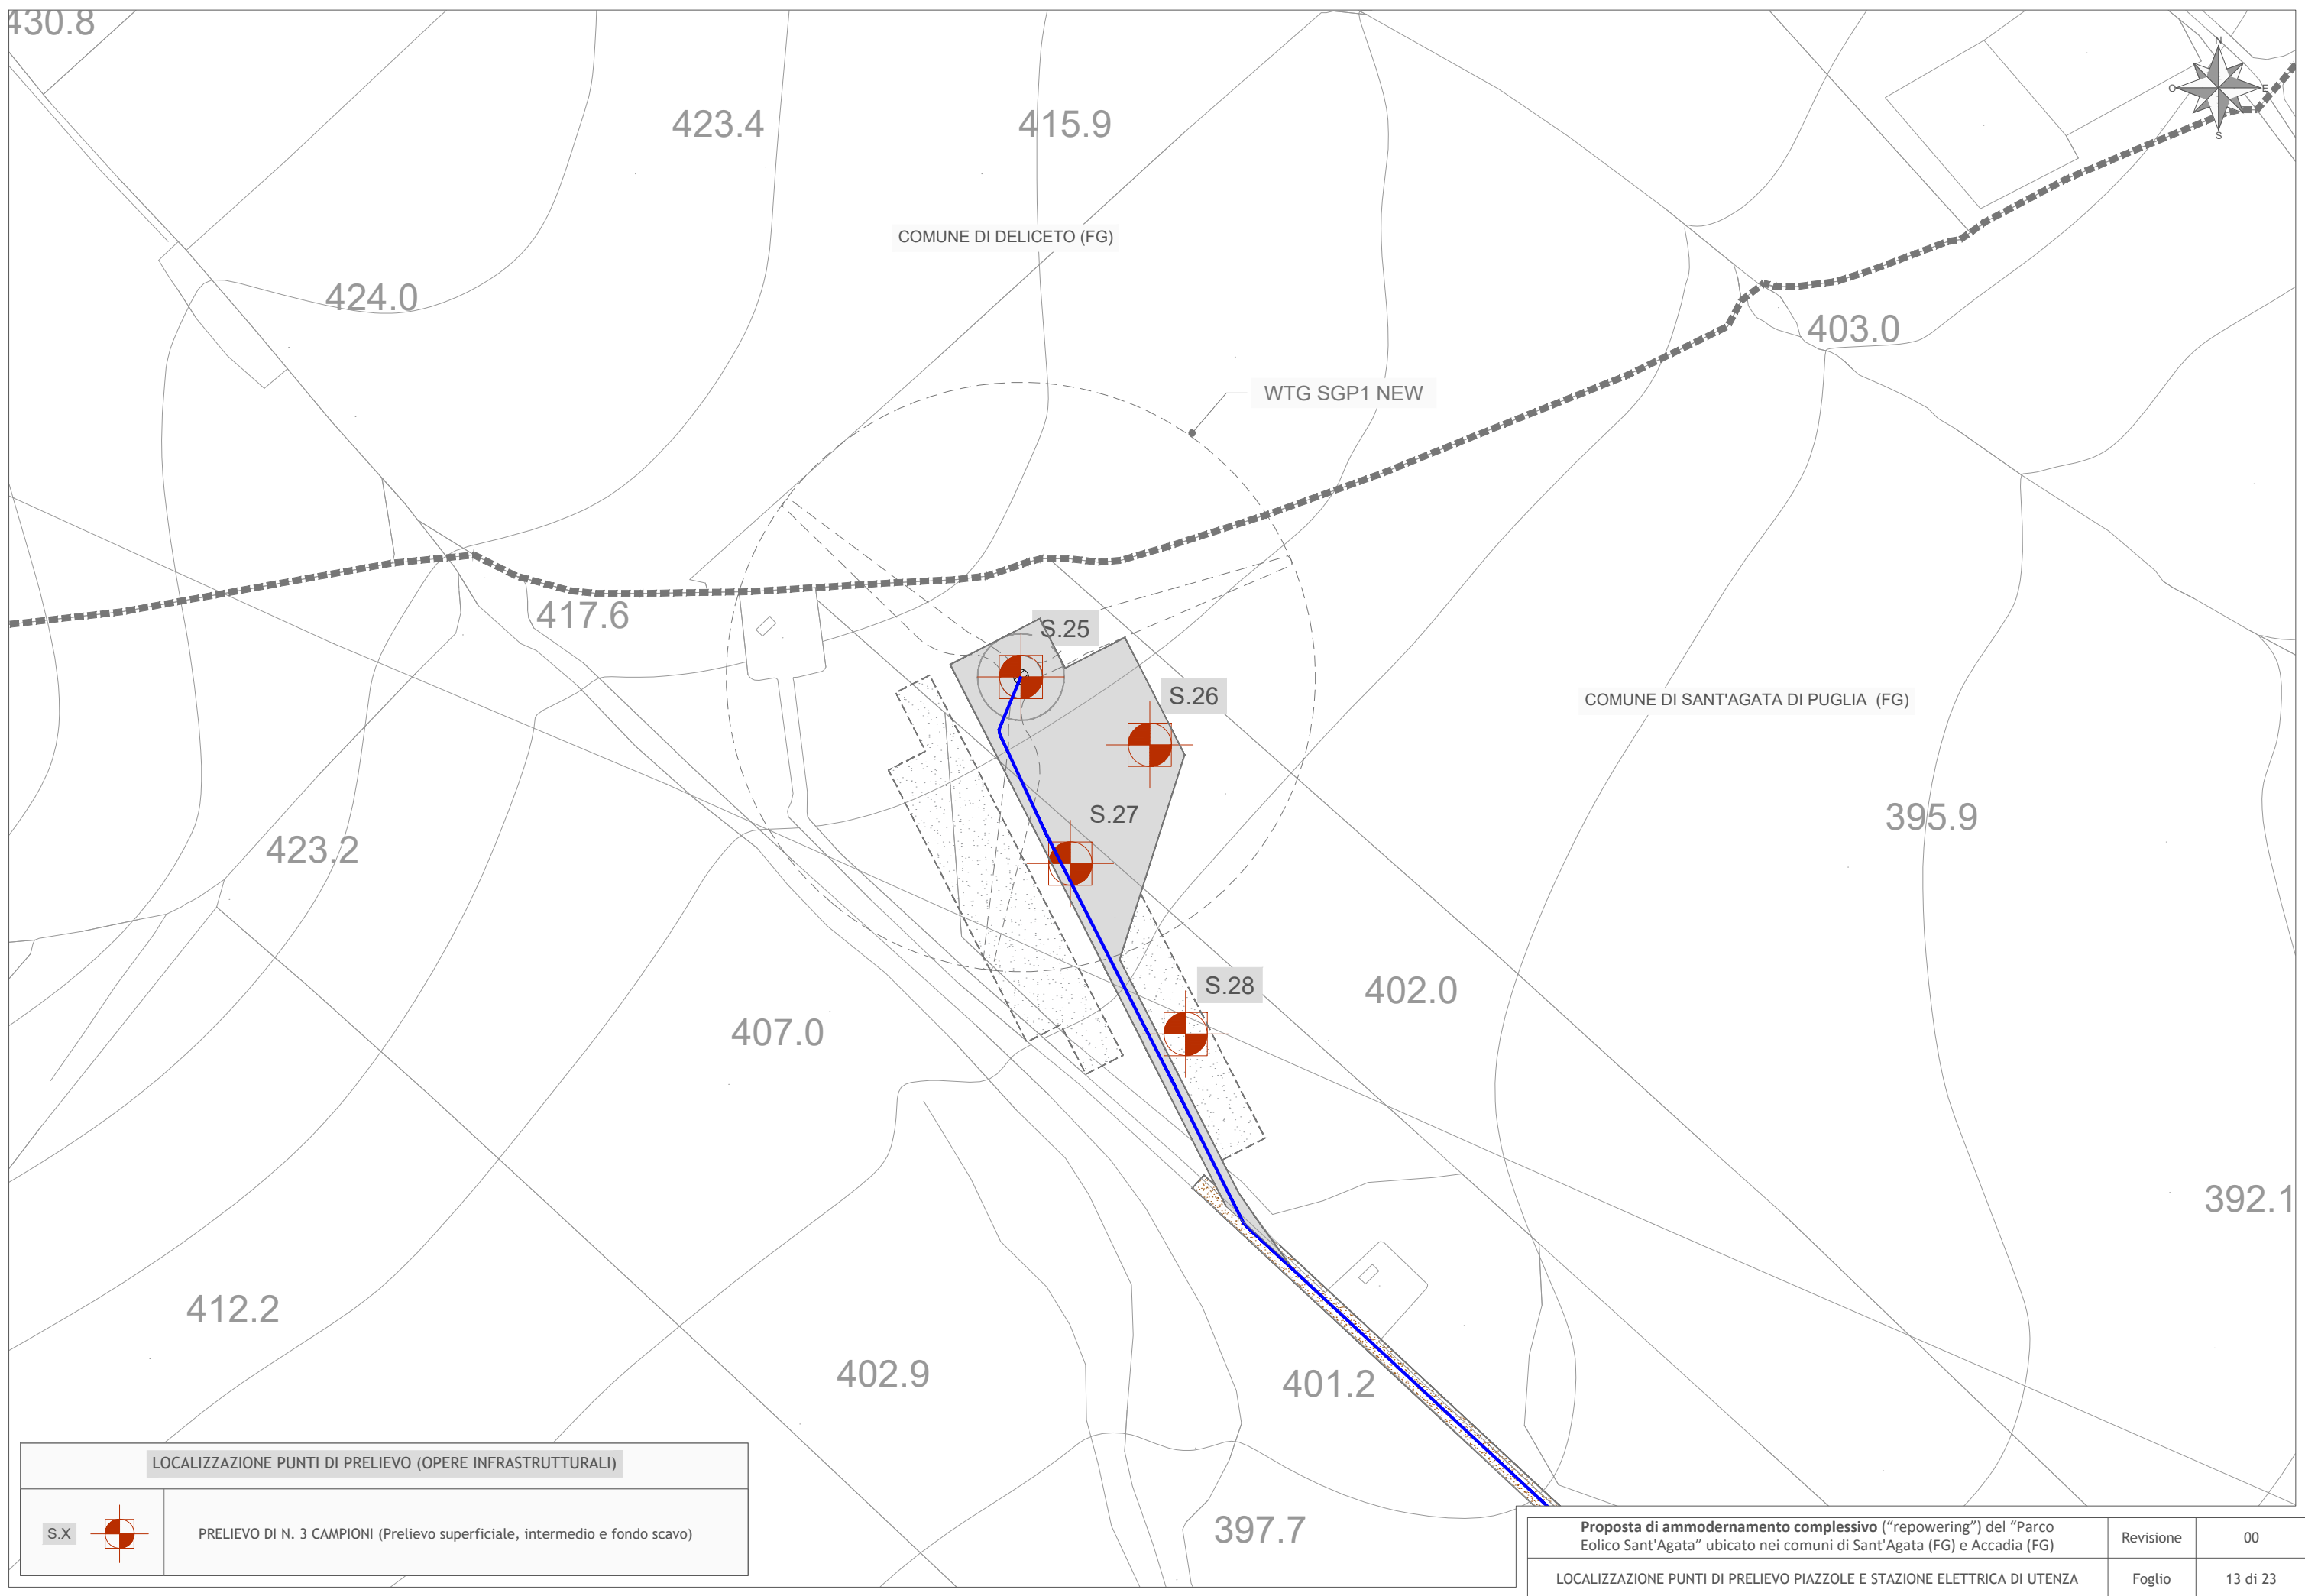 430.8
423.4
415.9
N
O
E
S
COMUNE DI DELICETO (FG)
424.0
403.0
WTG SGP1 NEW
417.6
S.25
S.26
COMUNE DI SANT'AGATA DI PUGLIA (FG)
S.27
395.9
423.2
S.28
402.0
407.0
392.1
412.2
402.9
401.2
397.7
LOCALIZZAZIONE PUNTI DI PRELIEVO (OPERE INFRASTRUTTURALI)
S.X
PRELIEVO DI N. 3 CAMPIONI (Prelievo superficiale, intermedio e fondo scavo)
Proposta di ammodernamento complessivo (“repowering”) del “Parco
Eolico Sant'Agata” ubicato nei comuni di Sant'Agata (FG) e Accadia (FG)
Revisione
00
LOCALIZZAZIONE PUNTI DI PRELIEVO PIAZZOLE E STAZIONE ELETTRICA DI UTENZA
Foglio
13 di 23